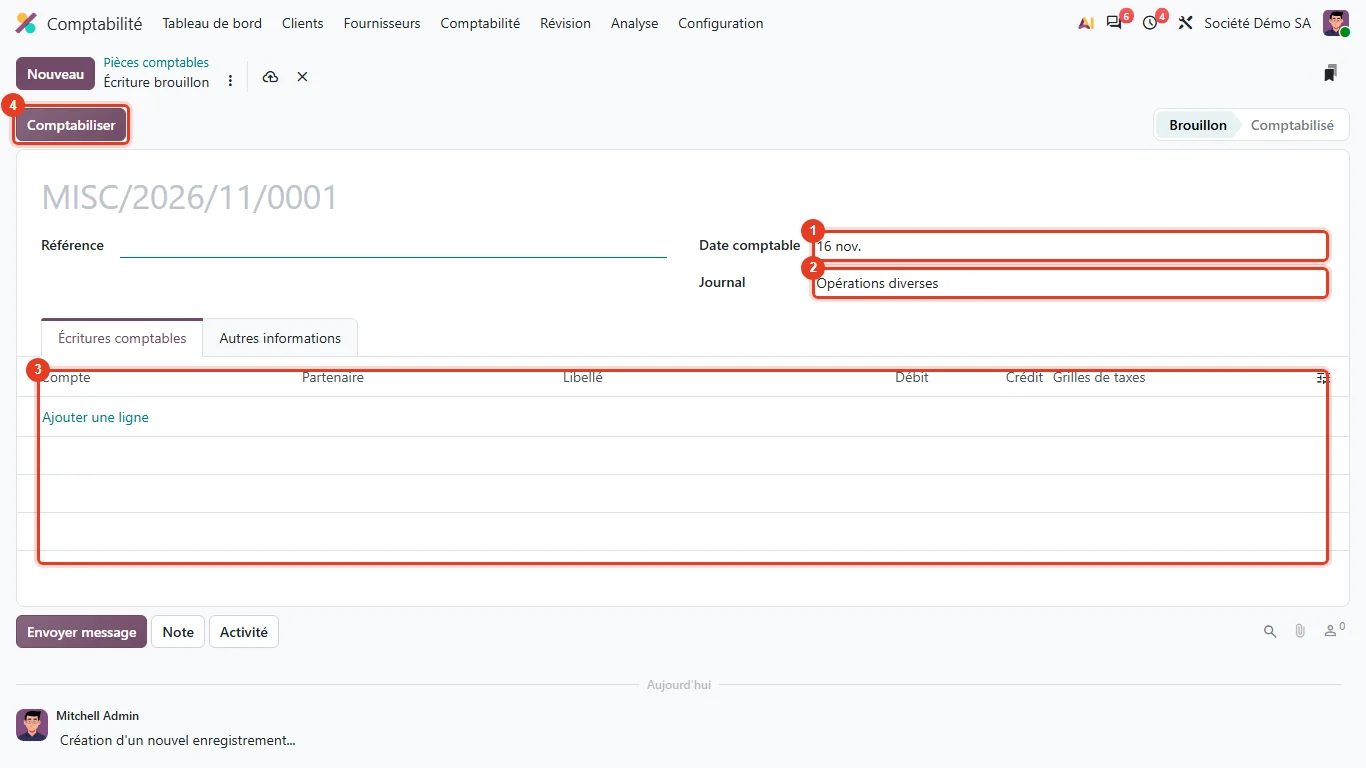 Comptabilité Tableau de bord Clients Fournisseurs Comptabilité Révision Analyse Configuration AI 6 4 Société Démo SA
Nouveau Pièces comptables
Écriture brouillon
4
Comptabiliser Brouillon Comptabilisé
MISC/2026/11/0001
Référence Date comptable 1 16 nov.
Journal 2 Opérations diverses
Écritures comptables Autres informations
3
Compte Partenaire Libellé Débit Crédit Grilles de taxes
Ajouter une ligne
Envoyer message Note Activité 0
Aujourd'hui
Mitchell Admin
Création d'un nouvel enregistrement...